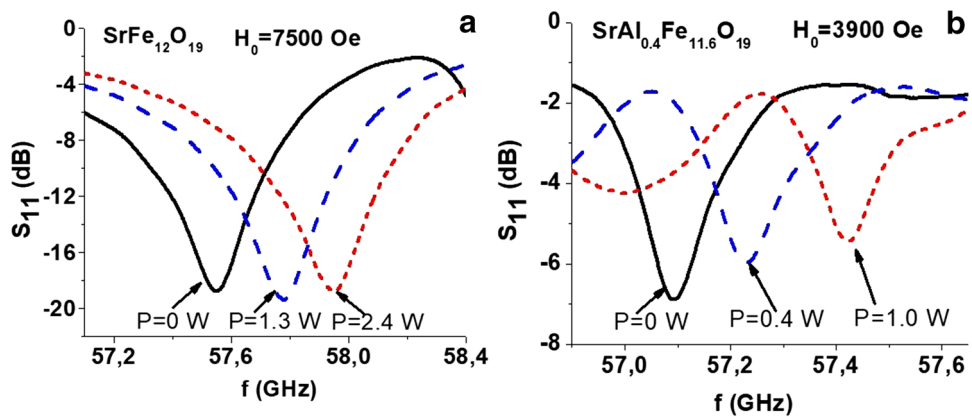 a
SrFe₁₂O₁₉ H₀=7500 Oe
0
-4
-8
-12
-16
-20
S₁₁ (dB)
P=0 W P=1.3 W P=2.4 W
57,2 57,6 58,0 58,4
f (GHz)
b
SrAl₀.₄Fe₁₁.₆O₁₉ H₀=3900 Oe
0
-2
-4
-6
-8
S₁₁ (dB)
P=0 W P=0.4 W P=1.0 W
57,0 57,2 57,4 57,6
f (GHz)